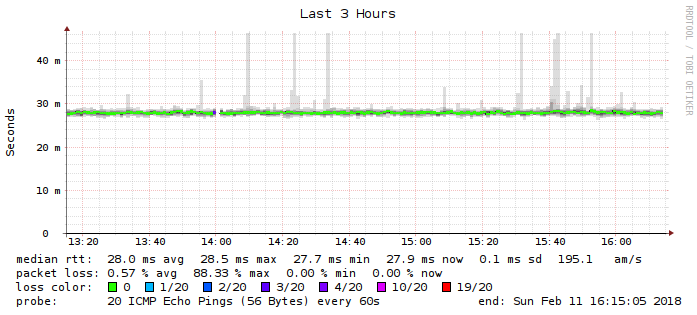 Last 3 Hours
RRDTOOL / TOBI OETIKER
Seconds
40 m
30 m
20 m
10 m
0
13:20 13:40 14:00 14:20 14:40 15:00 15:20 15:40 16:00
median rtt: 28.0 ms avg 28.5 ms max 27.7 ms min 27.9 ms now 0.1 ms sd 195.1 am/s
packet loss: 0.57 % avg 88.33 % max 0.00 % min 0.00 % now
loss color: 0 1/20 2/20 3/20 4/20 10/20 19/20
probe: 20 ICMP Echo Pings (56 Bytes) every 60s end: Sun Feb 11 16:15:05 2018